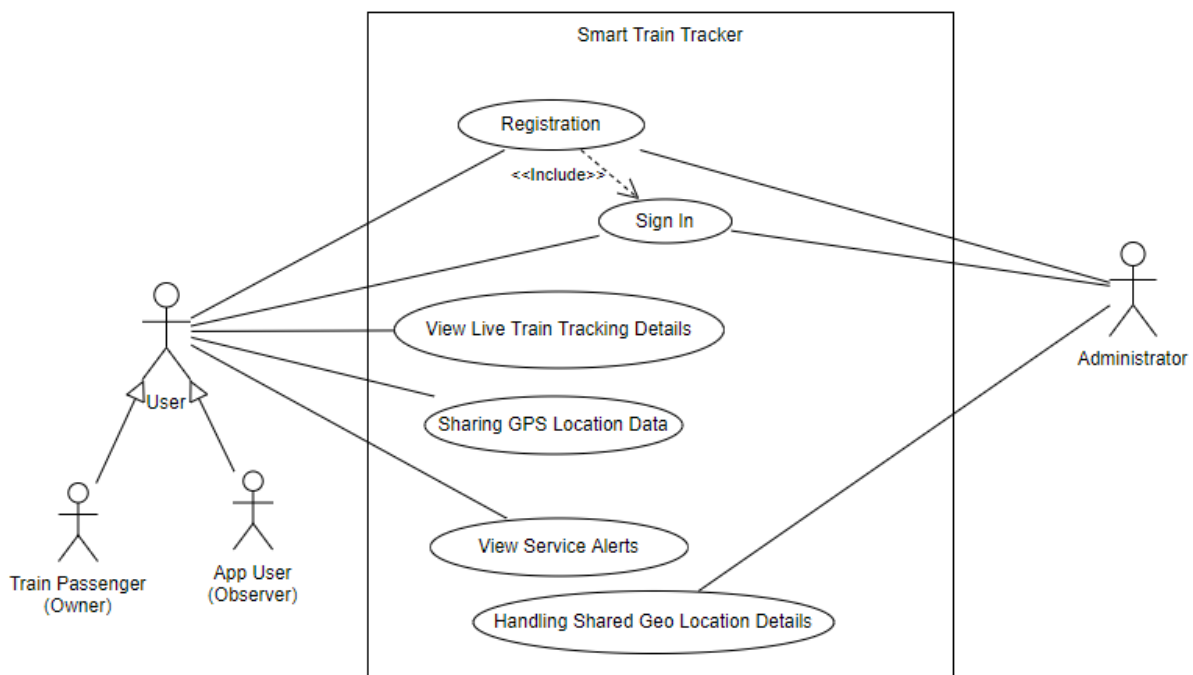 Smart Train Tracker
Registration
<<Include>>
Sign In
View Live Train Tracking Details
User
Administrator
Sharing GPS Location Data
View Service Alerts
Train Passenger
(Owner)
App User
(Observer)
Handling Shared Geo Location Details